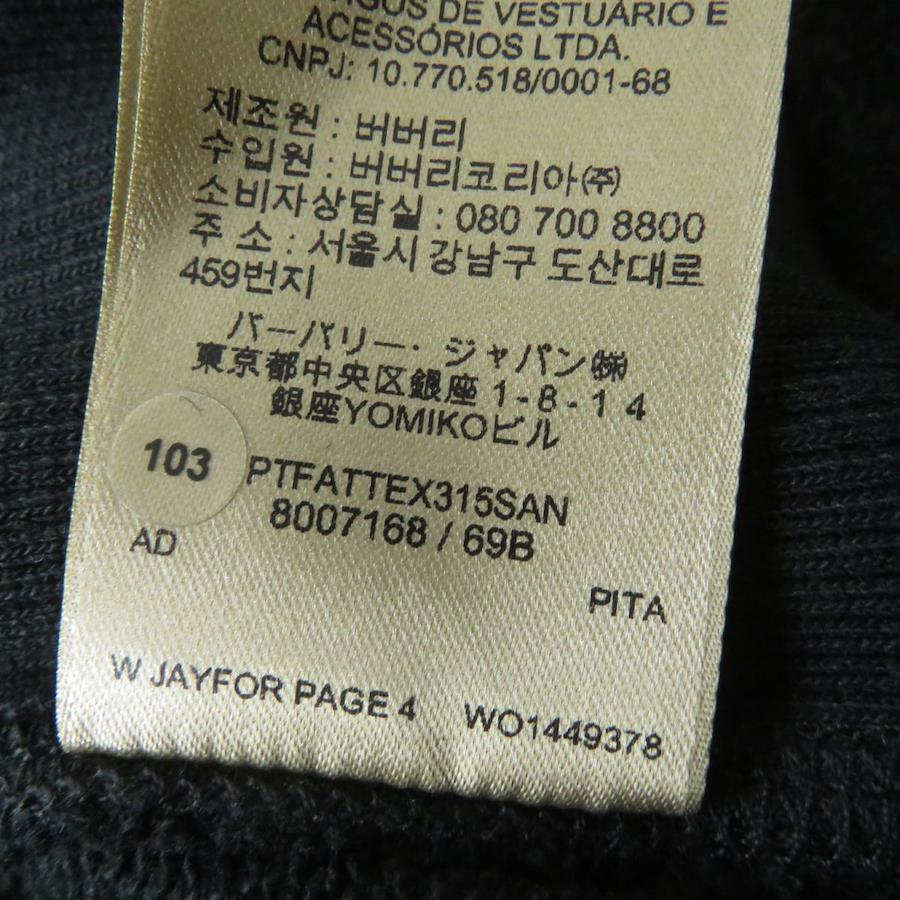 DE VESTUÁRIO E
ACESSÓRIOS LTDA.
CNPJ: 10.770.518/0001-68
제조원 : 버버리
수입원 : 버버리코리아㈜
소비자상담실 : 080 700 8800
주 소 : 서울시 강남구 도산대로
459번지
バーバリー・ジャパン㈱
東京都中央区銀座 1-8-14
銀座YOMIKOビル
103
PTFATTEX315SAN
8007168 / 69B
AD
PITA
W JAYFOR PAGE 4 WO1449378